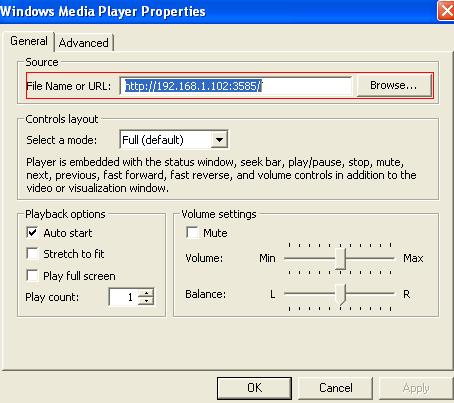 Windows Media Player Properties
General Advanced
Source
File Name or URL: http://192.168.1.102:3585/ Browse...
Controls layout
Select a mode: Full (default)
Player is embedded with the status window, seek bar, play/pause, stop, mute,
next, previous, fast forward, fast reverse, and volume controls in addition to the
video or visualization window.
Playback options
Auto start
Stretch to fit
Play full screen
Play count: 1
Volume settings
Mute
Volume: Min Max
Balance: L R
OK Cancel Apply